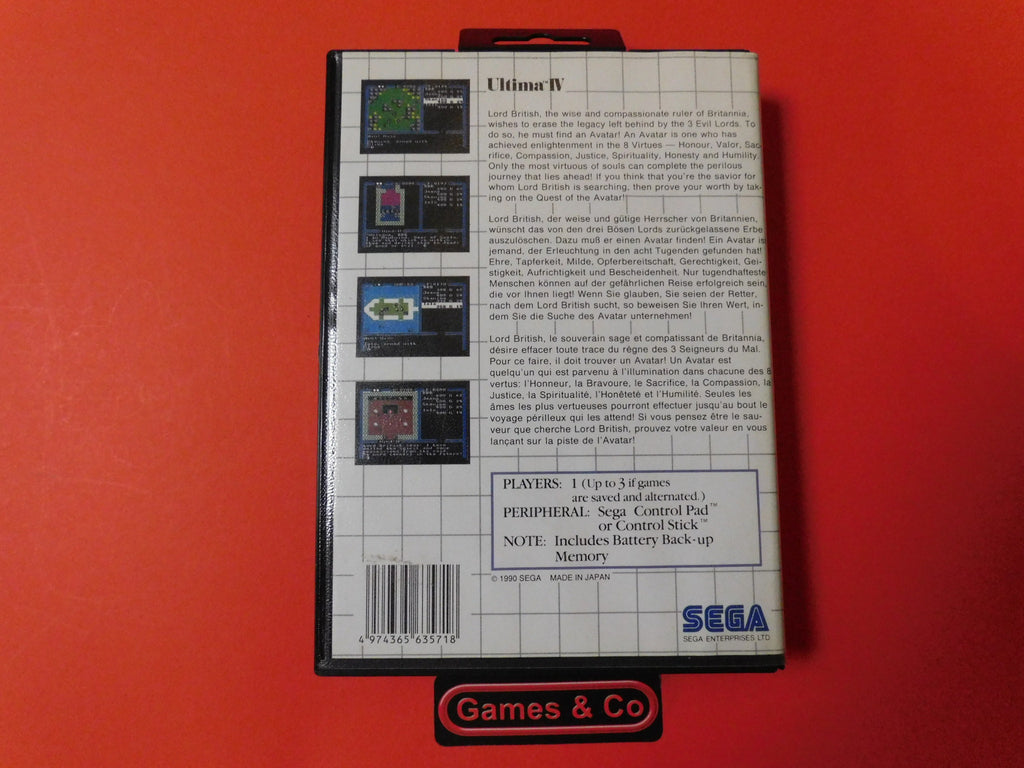 Ultima™ IV
Lord British, the wise and compassionate ruler of Britannia,
wishes to erase the legacy left behind by the 3 Evil Lords. To
do so, he must find an Avatar! An Avatar is one who has
achieved enlightenment in the 8 Virtues — Honour, Valor, Sac-
rifice, Compassion, Justice, Spirituality, Honesty and Humility.
Only the most virtuous of souls can complete the perilous
journey that lies ahead! If you think that you're the savior for
whom Lord British is searching, then prove your worth by tak-
ing on the Quest of the Avatar!
Lord British, der weise und gütige Herrscher von Britannien,
wünscht das von den drei Bösen Lords zurückgelassene Erbe
auszulöschen. Dazu muß er einen Avatar finden! Ein Avatar is
jemand, der Erleuchtung in den acht Tugenden gefunden hat!
Ehre, Tapferkeit, Milde, Opferbereitschaft, Gerechtigkeit, Gei-
stigkeit, Aufrichtigkeit und Bescheidenheit. Nur tugendhafteste
Menschen können auf der gefährlichen Reise erfolgreich sein,
die vor Ihnen liegt! Wenn Sie glauben, Sie seien der Retter,
nach dem Lord British sucht, so beweisen Sie Ihren Wert, in-
dem Sie die Suche des Avatar unternehmen!
Lord British, le souverain sage et compatissant de Britannia,
désire effacer toute trace du règne des 3 Seigneurs du Mal.
Pour ce faire, il doit trouver un Avatar! Un Avatar est
quelqu'un qui est parvenu à l'illumination dans chacune des 8
vertus: l'Honneur, la Bravoure, le Sacrifice, la Compassion, la
Justice, la Spiritualité, l'Honêteté et l'Humilité. Seules les
âmes les plus vertueuses pourront effectuer jusqu'au bout le
voyage périlleux qui les attend! Si vous pensez être le sau-
veur que cherche Lord British, prouvez votre valeur en vous
lançant sur la piste de l'Avatar!
PLAYERS: 1 (Up to 3 if games
are saved and alternated.)
PERIPHERAL: Sega Control Pad™
or Control Stick™
NOTE: Includes Battery Back-up
Memory
© 1990 SEGA MADE IN JAPAN
4 974365 635718
SEGA
SEGA ENTERPRISES LTD
Games & Co